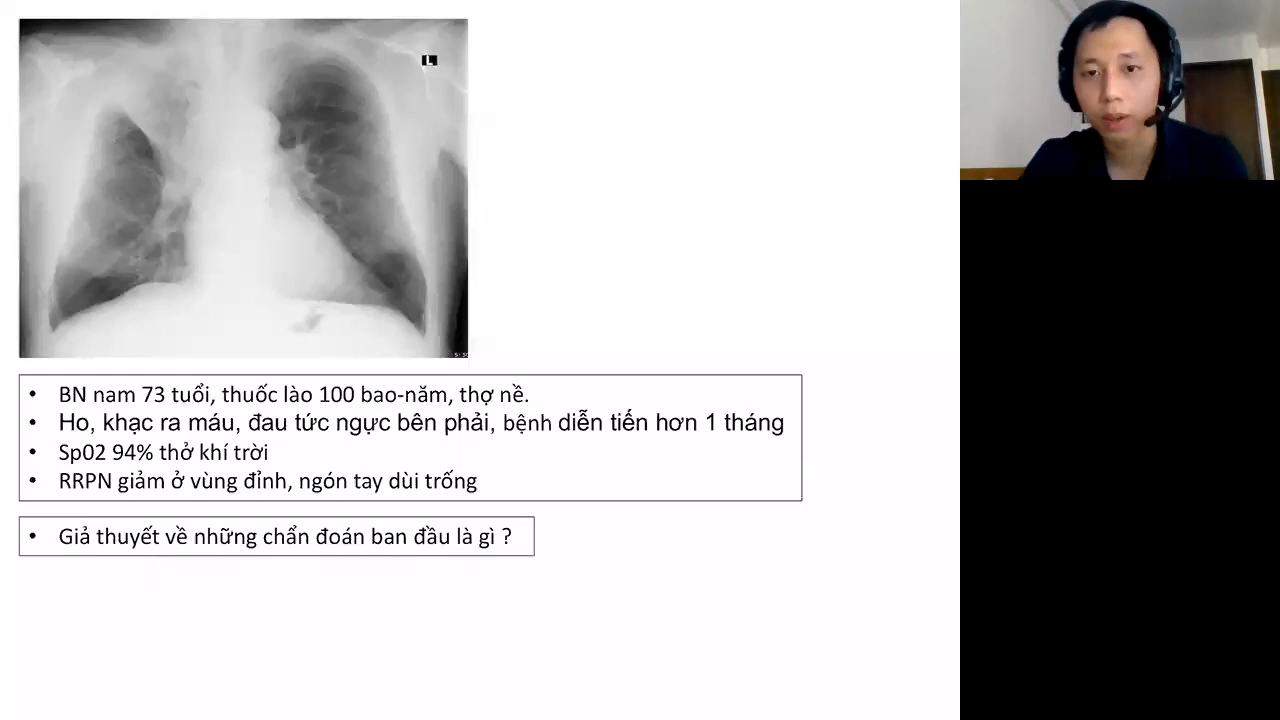 L
• BN nam 73 tuổi, thuốc lào 100 bao-năm, thợ nề.
• Ho, khạc ra máu, đau tức ngực bên phải, bệnh diễn tiến hơn 1 tháng
• Sp02 94% thở khí trời
• RRPN giảm ở vùng đỉnh, ngón tay dùi trống
• Giả thuyết về những chẩn đoán ban đầu là gì ?